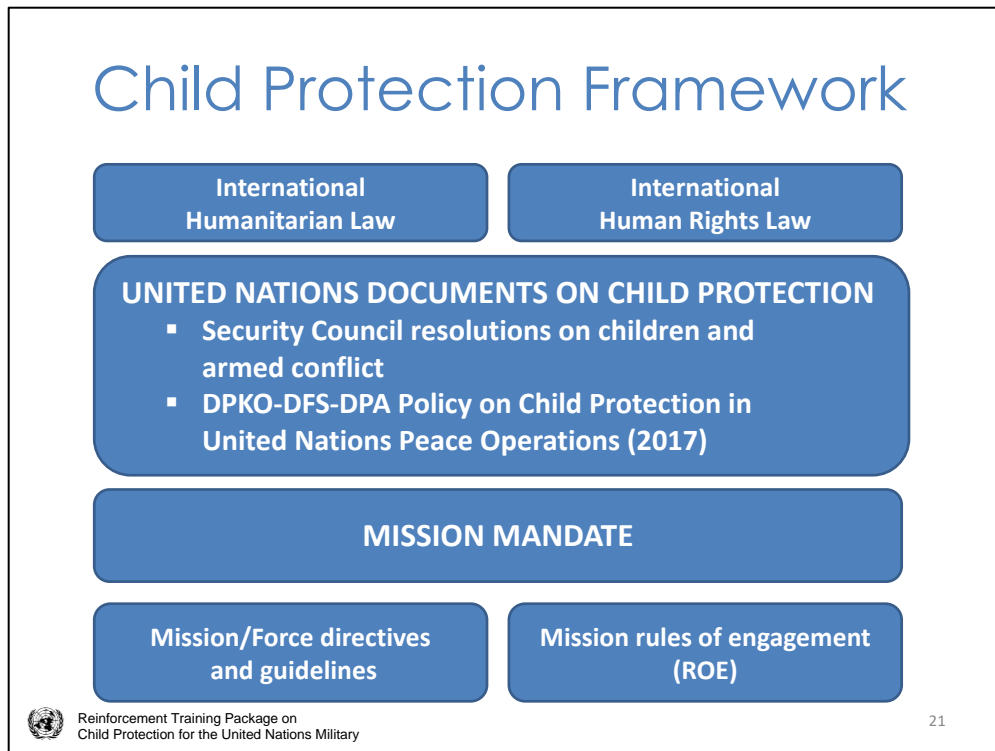 Child Protection Framework
International
Humanitarian Law
International
Human Rights Law
UNITED NATIONS DOCUMENTS ON CHILD PROTECTION
▪ Security Council resolutions on children and
armed conflict
▪ DPKO-DFS-DPA Policy on Child Protection in
United Nations Peace Operations (2017)
MISSION MANDATE
Mission/Force directives
and guidelines
Mission rules of engagement
(ROE)
Reinforcement Training Package on
Child Protection for the United Nations Military
21